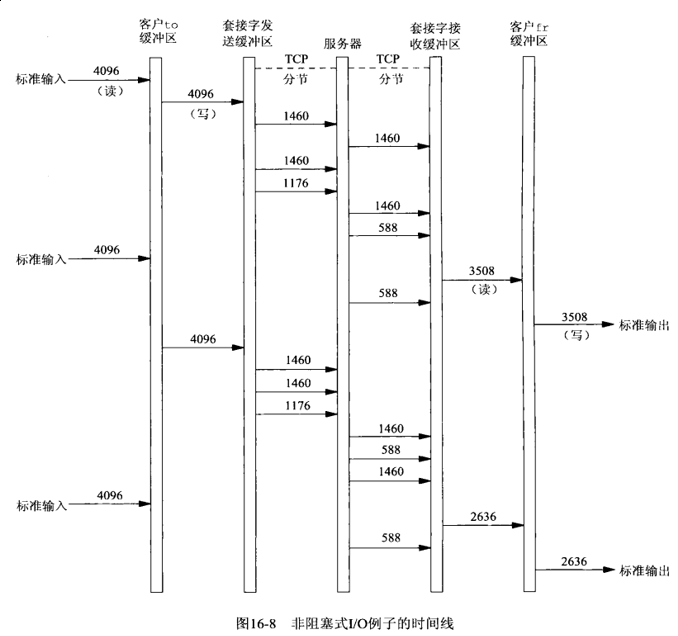 客户to
缓冲区
套接字发
送缓冲区
服务器
套接字接
收缓冲区
客户fr
缓冲区
TCP
TCP
分节
分节
标准输入
4096
(读)
4096
(写)
1460
1460
1460
1176
1460
588
标准输入
4096
3508
(读)
588
3508
(写)
标准输出
4096
1460
1460
1176
1460
588
1460
标准输入
4096
2636
588
2636
标准输出
图16-8 非阻塞式I/O例子的时间线